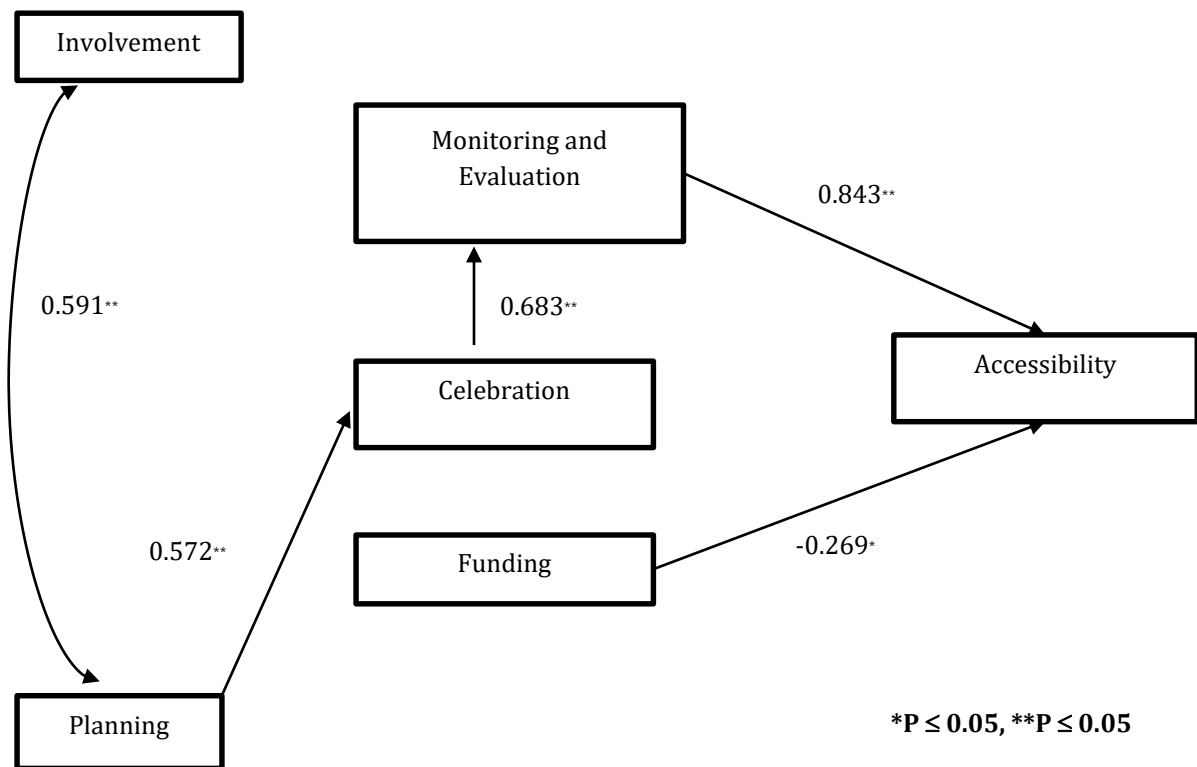 Involvement
Monitoring and
Evaluation
0.843**
0.591**
0.683**
Accessibility
Celebration
0.572**
Funding
-0.269*
Planning
*P ≤ 0.05, **P ≤ 0.05